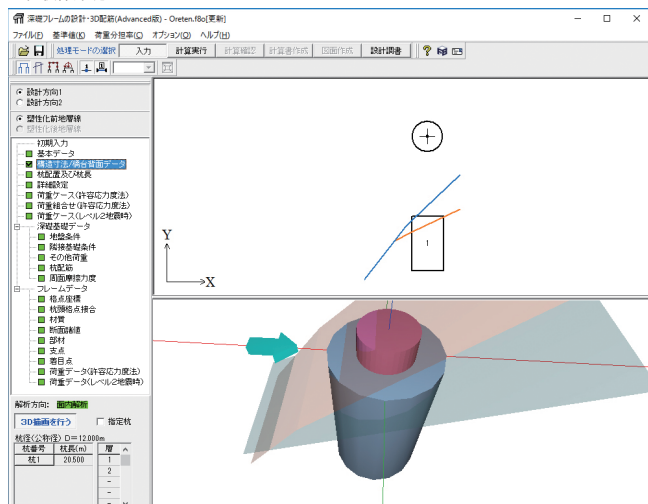 深礎フレームの設計・3D配筋(Advanced版) - Oreten.f8o[更新]
ファイル(F) 基準値(K) 荷重分担率(C) オプション(O) ヘルプ(H)
処理モードの選択 入力 計算実行 計算確認 計算書作成 図面作成 設計調書
設計方向1
設計方向2
塑性化前地層線
塑性化後地層線
初期入力
基本データ
構造寸法/橋台背面データ
杭配置及び杭長
詳細設定
荷重ケース(許容応力度法)
荷重組合せ(許容応力度法)
荷重ケース(レベル2地震時)
深礎基礎データ
地盤条件
隣接基礎条件
その他荷重
杭配筋
周面摩擦力度
フレームデータ
格点座標
杭頭格点接合
材質
断面諸値
部材
支点
着目点
荷重データ(許容応力度法)
荷重データ(レベル2地震時)
解析方向: 面内解析
3D描画を行う 指定杭
杭径(公称径) D=12.000m
杭番号 杭長(m) 層
杭1 20.500 1
2
-
-
-
Y
X
1